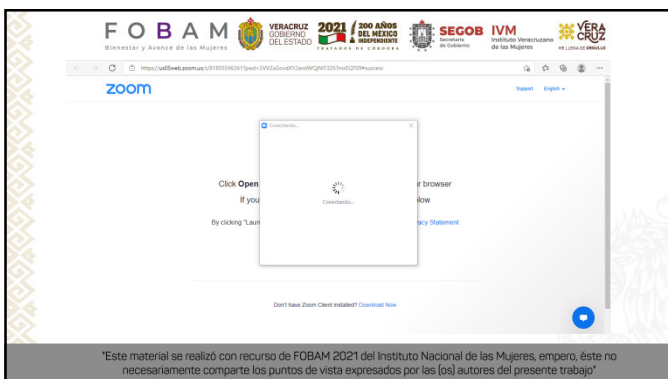 FOBAM
Bienestar y Avance de las Mujeres
VERACRUZ
GOBIERNO
DEL ESTADO
2021 / 200 AÑOS
DEL MÉXICO
INDEPENDIENTE
TRATADOS DE CÓRDOBA
SEGOB
Secretaría
de Gobierno
IVM
Instituto Veracruzano
de las Mujeres
VERA
CRUZ
ME LLENA DE ORGULLO
zoom
Support English
Conectando...
Click Open
r browser
If you
low
Conectando...
By clicking "Laun
acy Statement
Don't have Zoom Client installed? Download Now
"Este material se realizó con recurso de FOBAM 2021 del Instituto Nacional de las Mujeres, empero, éste no
necesariamente comparte los puntos de vista expresados por las (os) autores del presente trabajo"